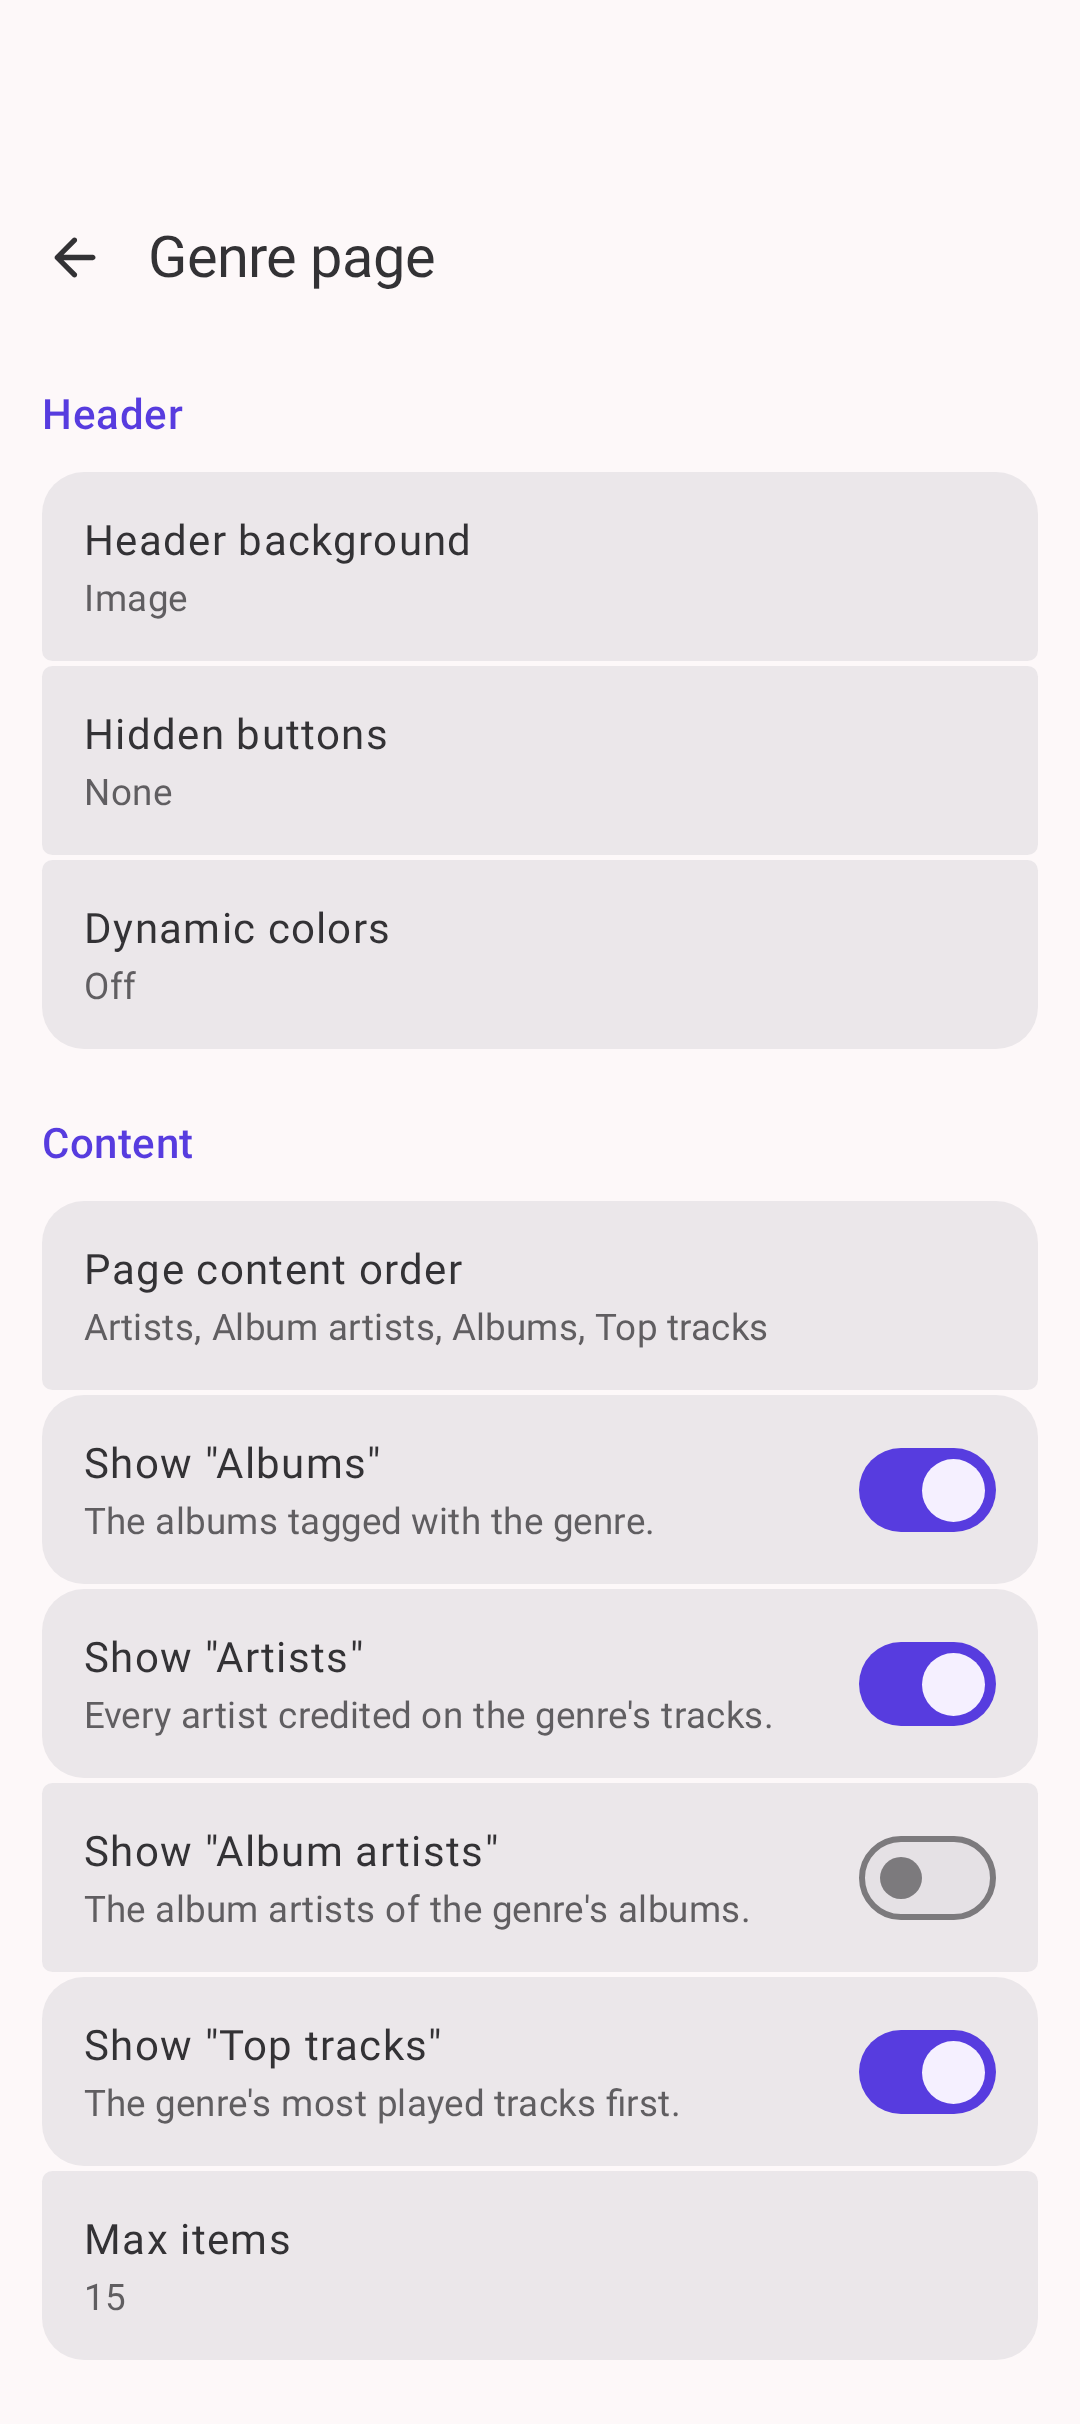 Genre page
Header
Header background
Image
Hidden buttons
None
Dynamic colors
Off
Content
Page content order
Artists, Album artists, Albums, Top tracks
Show "Albums"
The albums tagged with the genre.
Show "Artists"
Every artist credited on the genre's tracks.
Show "Album artists"
The album artists of the genre's albums.
Show "Top tracks"
The genre's most played tracks first.
Max items
15